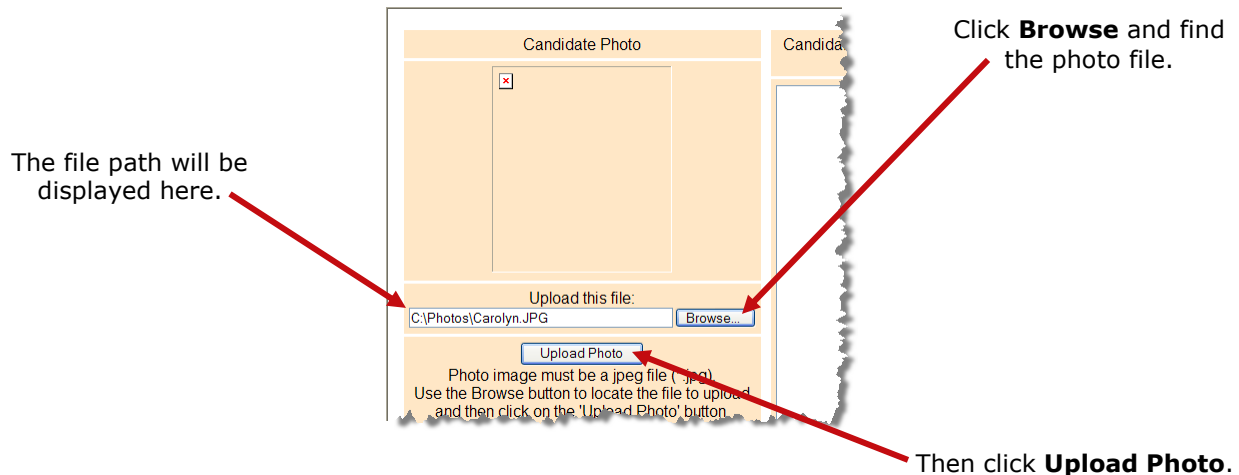 Click Browse and find
the photo file.
Candidate Photo
The file path will be
displayed here.
Upload this file:
C:\Photos\Carolyn.JPG
Browse...
Upload Photo
Photo image must be a jpeg file (*.jpg).
Use the Browse button to locate the file to upload
and then click on the 'Upload Photo' button
Then click Upload Photo.